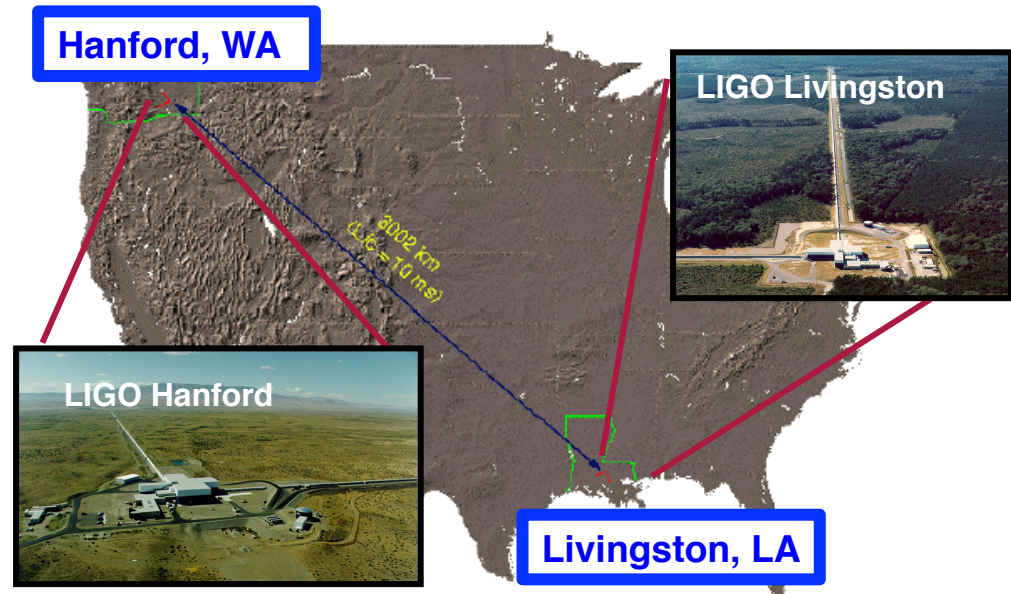 Hanford, WA
LIGO Livingston
3002 km
(L/c = 10 ms)
LIGO Hanford
Livingston, LA